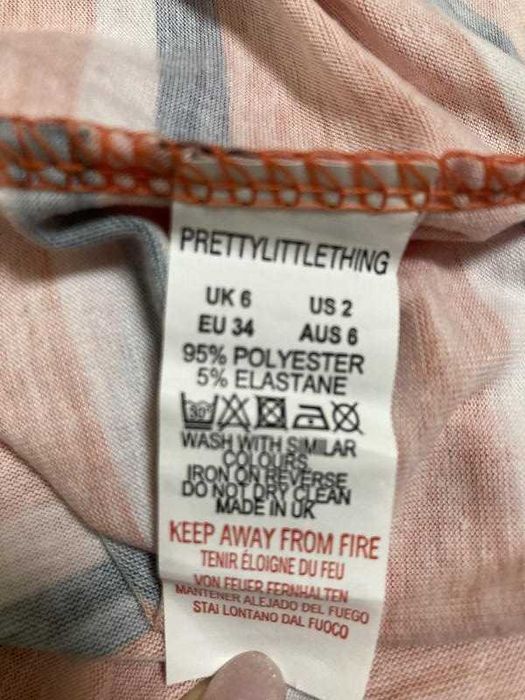 PRETTYLITTLETHING
UK 6 US 2
EU 34 AUS 6
95% POLYESTER
5% ELASTANE
30°
WASH WITH SIMILAR
COLOURS
IRON ON REVERSE
DO NOT DRY CLEAN
MADE IN UK
KEEP AWAY FROM FIRE
TENIR ÉLOIGNE DU FEU
VON FEUER FERNHALTEN
MANTENER ALEJADO DEL FUEGO
STAI LONTANO DAL FUOCO